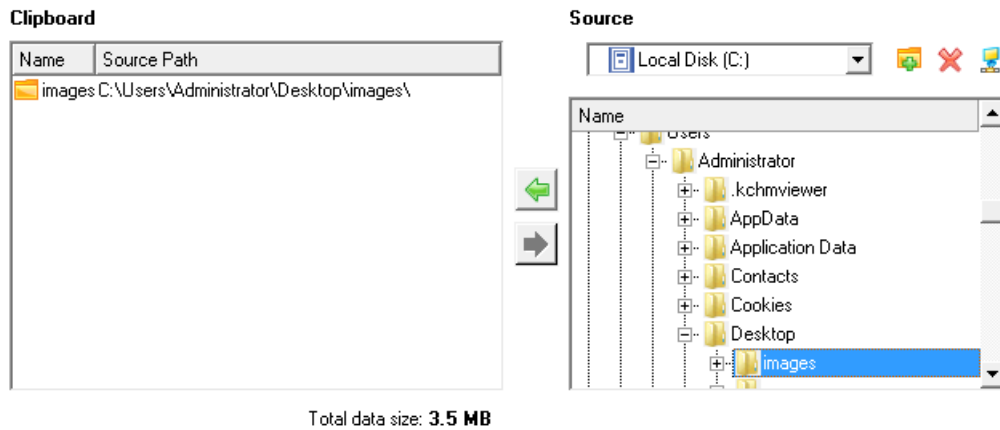 Clipboard
Name Source Path
images C:\Users\Administrator\Desktop\images\
Total data size: 3.5 MB
Source
Local Disk (C:)
Name
Users
Administrator
.kchmviewer
AppData
Application Data
Contacts
Cookies
Desktop
images